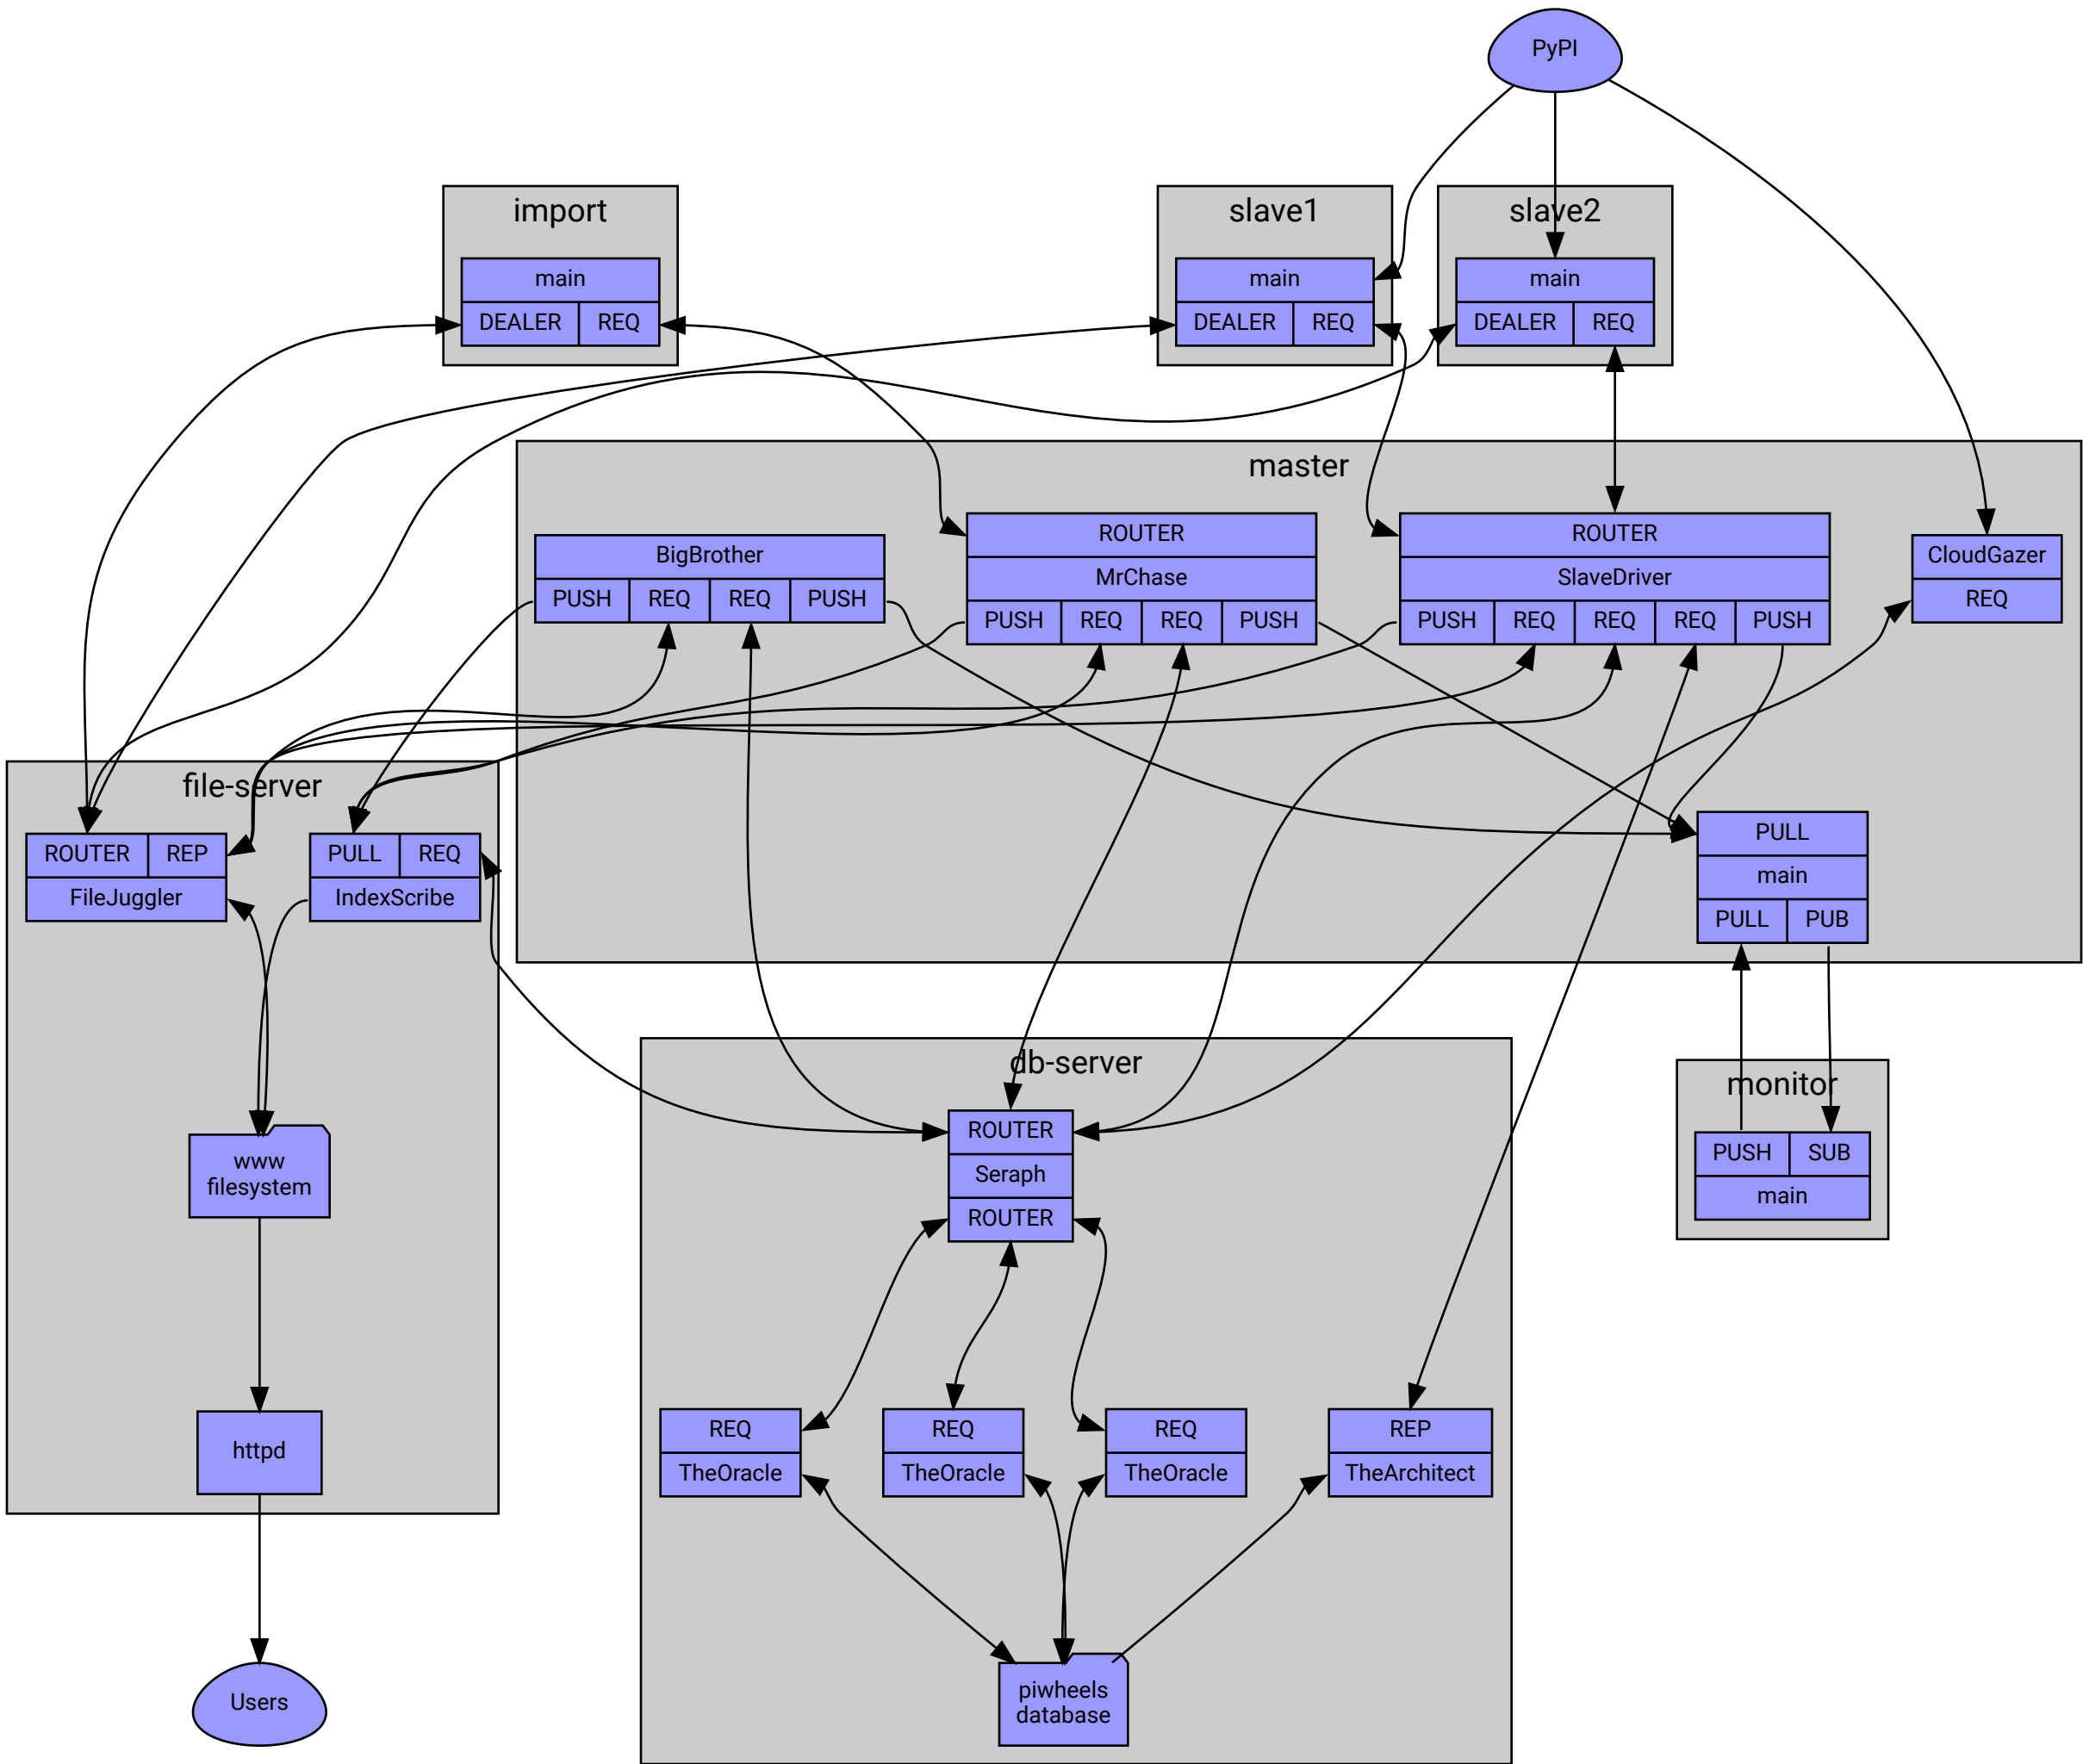 PyPI
import
main
DEALER REQ
slave1
main
DEALER REQ
slave2
main
DEALER REQ
master
BigBrother
PUSH REQ REQ PUSH
ROUTER
MrChase
PUSH REQ REQ PUSH
ROUTER
SlaveDriver
PUSH REQ REQ REQ PUSH
CloudGazer
REQ
PULL
main
PULL PUB
file-server
ROUTER REP
FileJuggler
PULL REQ
IndexScribe
www
filesystem
httpd
Users
db-server
ROUTER
Seraph
ROUTER
REQ
TheOracle
REQ
TheOracle
REQ
TheOracle
REP
TheArchitect
piwheels
database
monitor
PUSH SUB
main